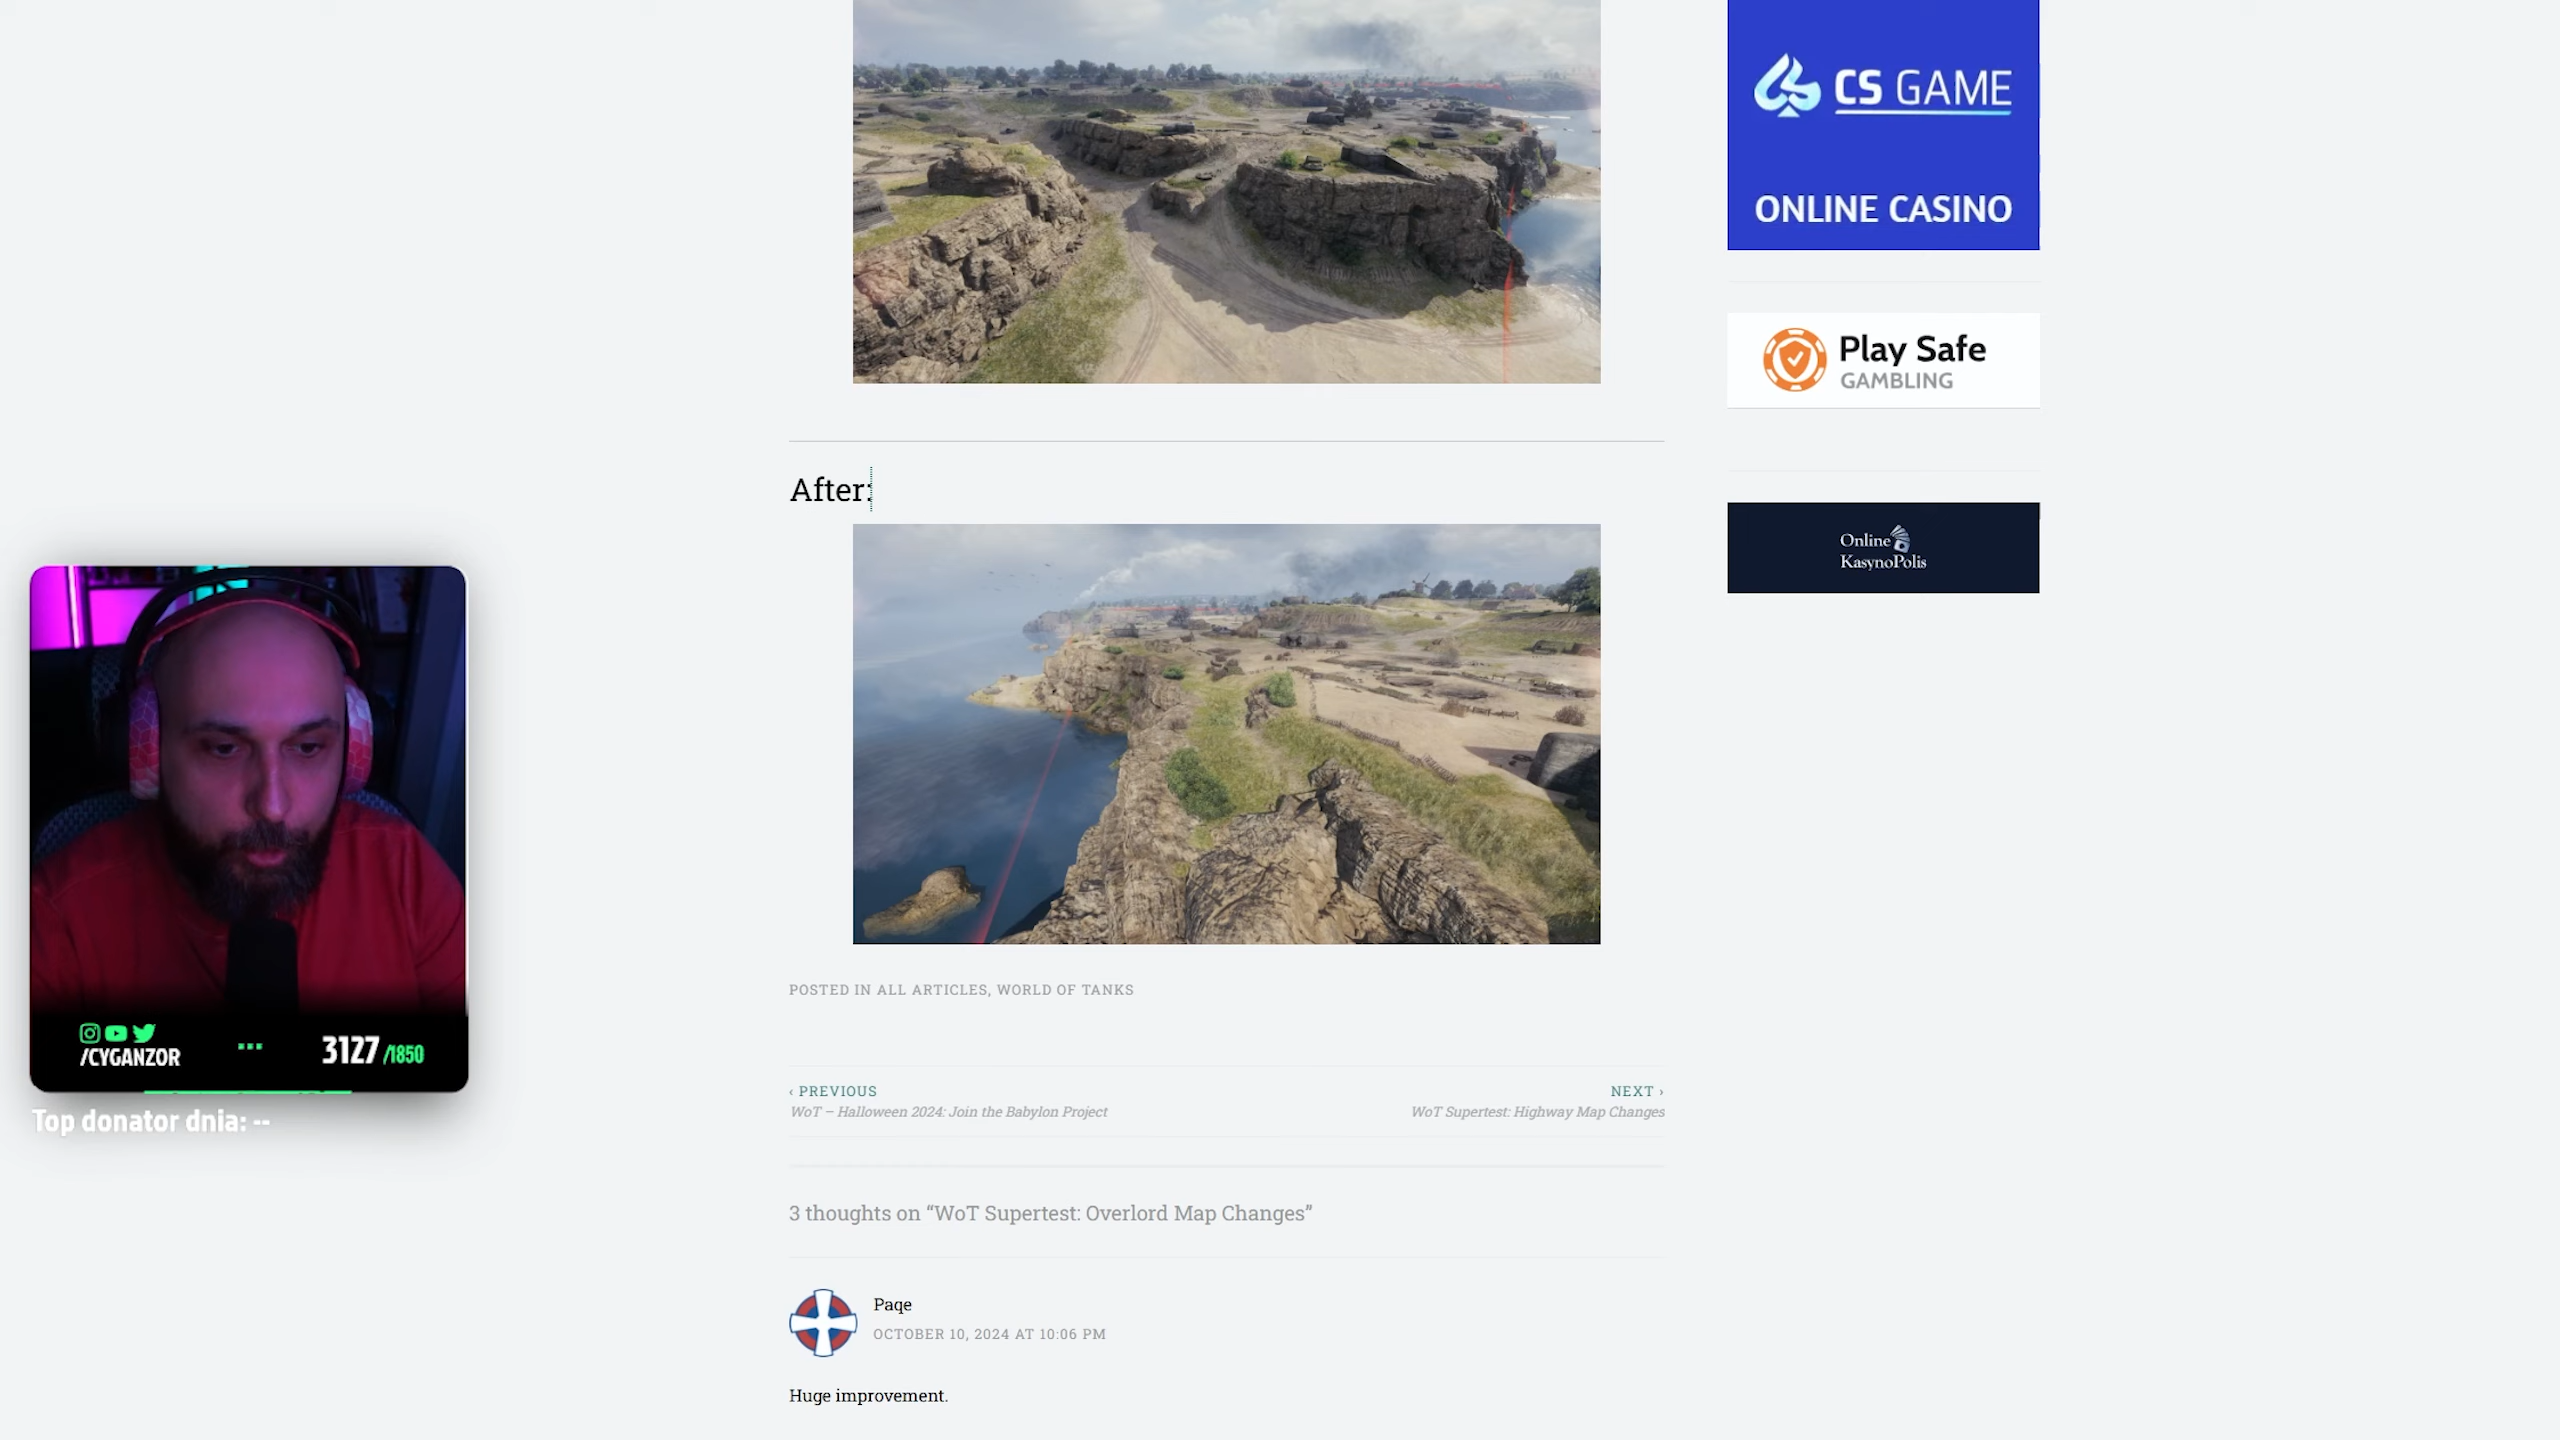 CS GAME
ONLINE CASINO
Play Safe
GAMBLING
After:
Online
KasynoPolis
/CYGANZOR
...
3127 /1850
Top donator dnia: --
POSTED IN ALL ARTICLES, WORLD OF TANKS
‹ PREVIOUS
WoT – Halloween 2024: Join the Babylon Project
NEXT ›
WoT Supertest: Highway Map Changes
3 thoughts on “WoT Supertest: Overlord Map Changes”
Paqe
OCTOBER 10, 2024 AT 10:06 PM
Huge improvement.